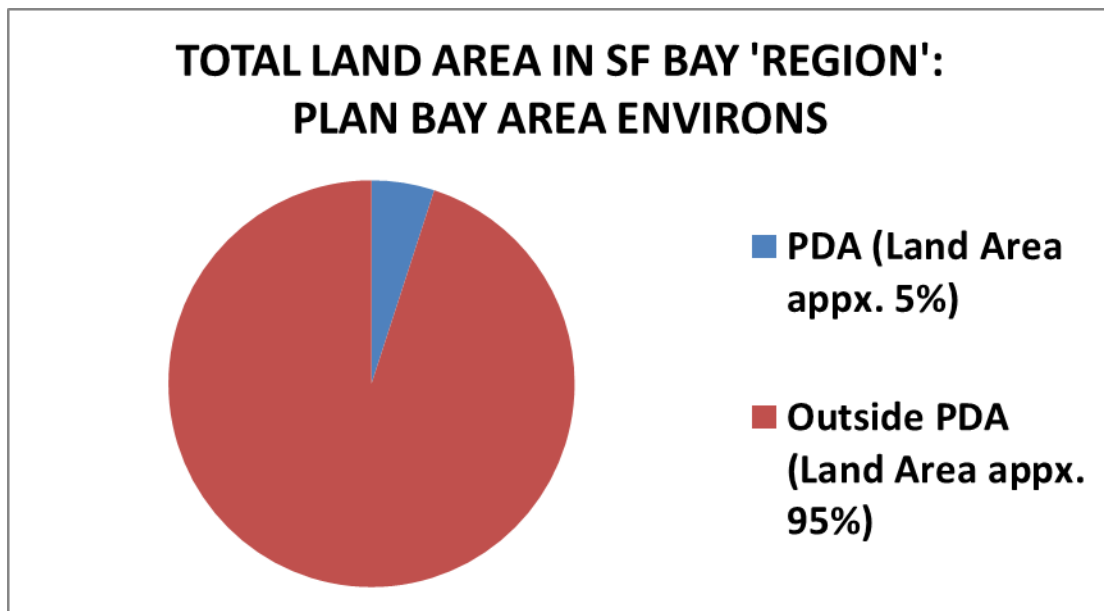 TOTAL LAND AREA IN SF BAY 'REGION':
PLAN BAY AREA ENVIRONS
PDA (Land Area
appx. 5%)
Outside PDA
(Land Area appx.
95%)